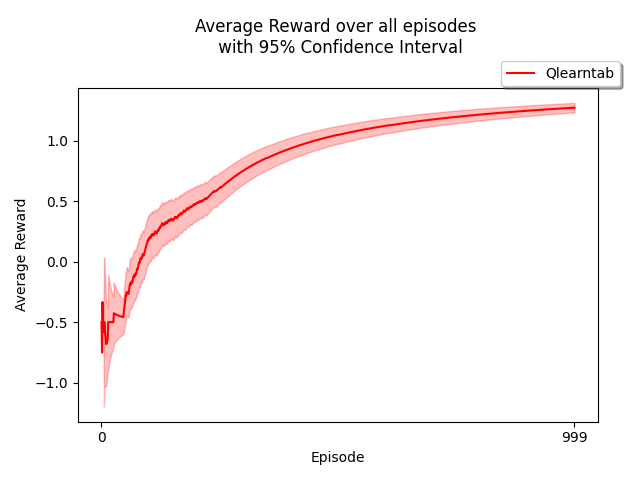 Average Reward over all episodes
with 95% Confidence Interval
Qlearntab
1.0
0.5
0.0
−0.5
−1.0
Average Reward
0
999
Episode